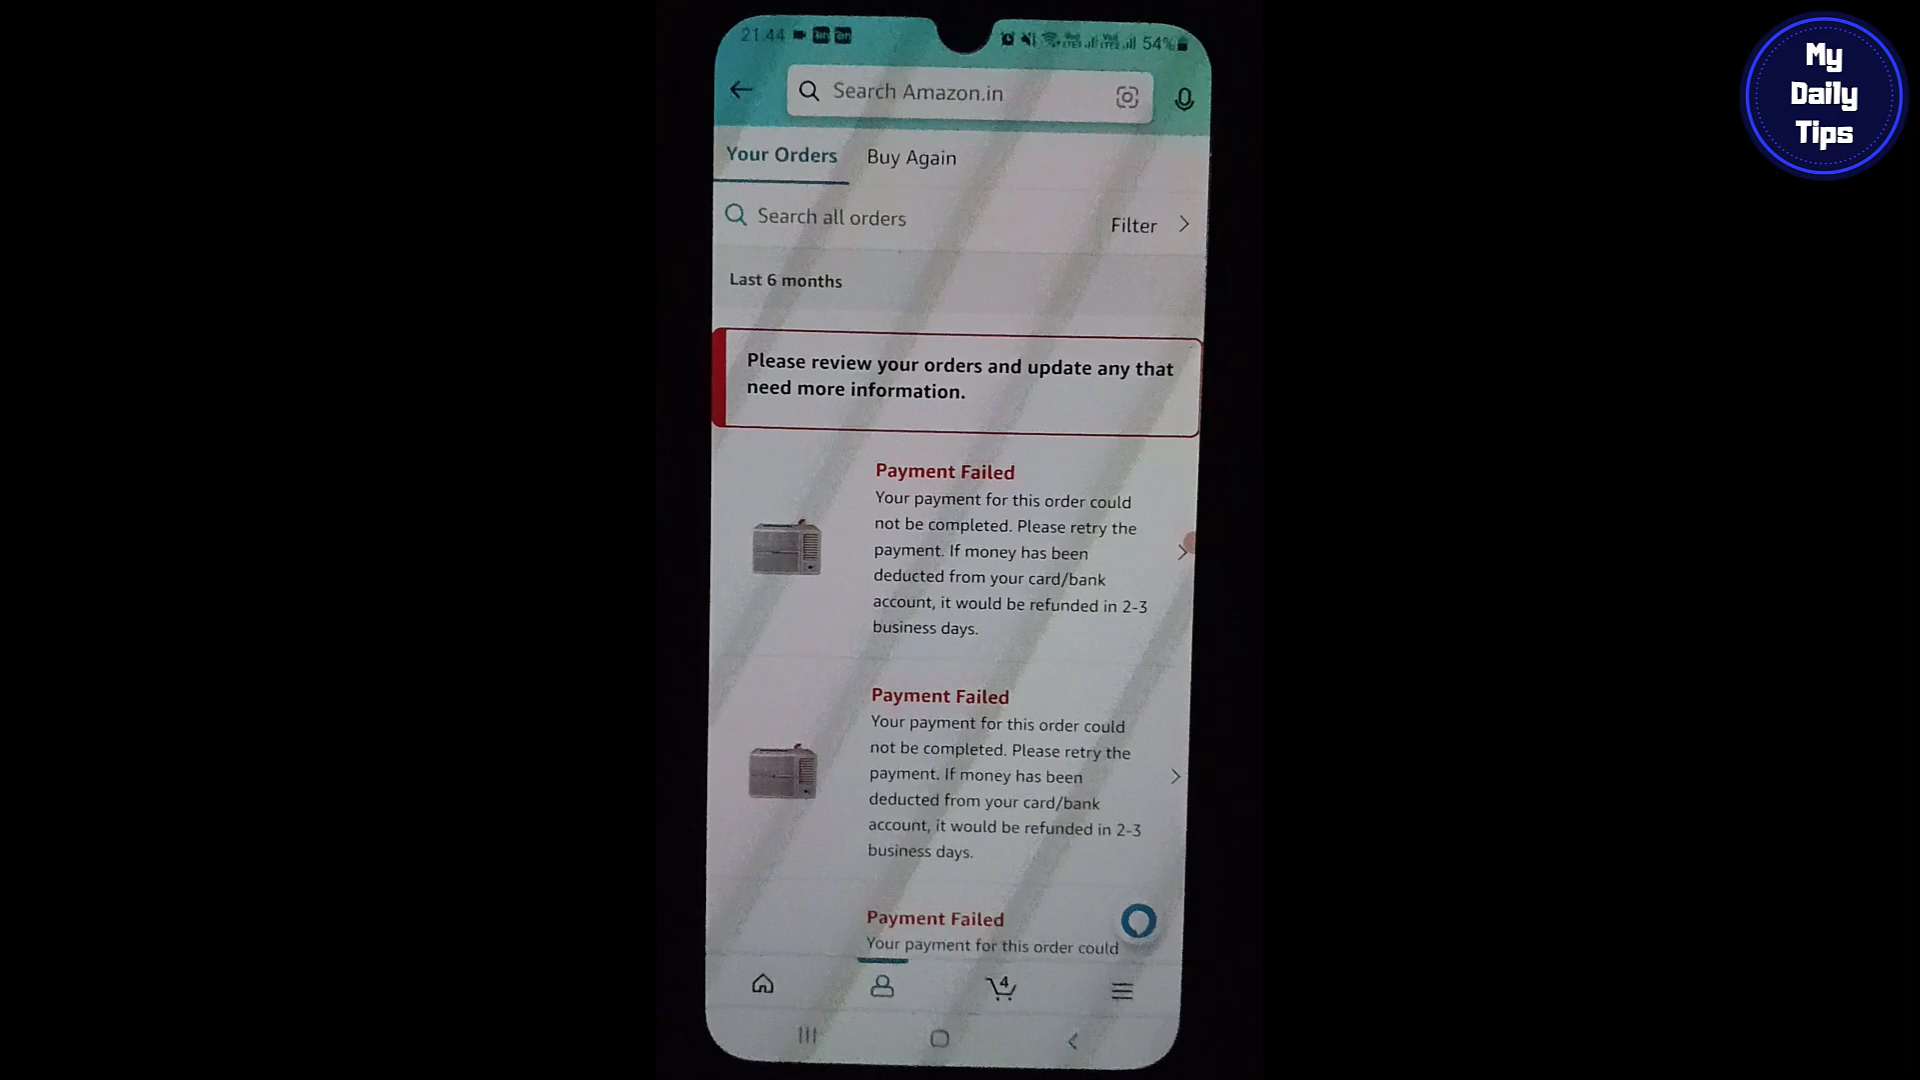 My
Daily
Tips
21.44
54%
Search Amazon.in
Your Orders
Buy Again
Search all orders
Filter
Last 6 months
Please review your orders and update any that
need more information.
Payment Failed
Your payment for this order could
not be completed. Please retry the
payment. If money has been
deducted from your card/bank
account, it would be refunded in 2-3
business days.
Payment Failed
Your payment for this order could
not be completed. Please retry the
payment. If money has been
deducted from your card/bank
account, it would be refunded in 2-3
business days.
Payment Failed
Your payment for this order could
4